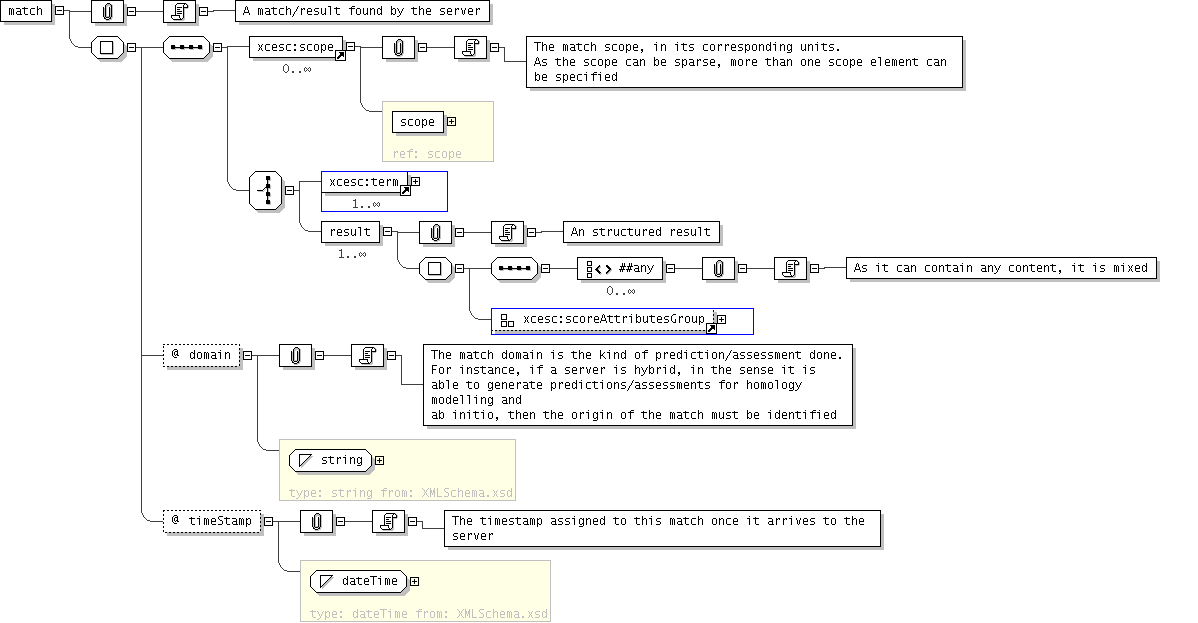 match
A match/result found by the server
xcesc:scope
0..∞
The match scope, in its corresponding units.
As the scope can be sparse, more than one scope element can
be specified
scope
ref: scope
xcesc:term
1..∞
result
1..∞
An structured result
##any
0..∞
As it can contain any content, it is mixed
xcesc:scoreAttributesGroup
@ domain
The match domain is the kind of prediction/assessment done.
For instance, if a server is hybrid, in the sense it is
able to generate predictions/assessments for homology
modelling and
ab initio, then the origin of the match must be identified
string
type: string from: XMLSchema.xsd
@ timeStamp
The timestamp assigned to this match once it arrives to the
server
dateTime
type: dateTime from: XMLSchema.xsd